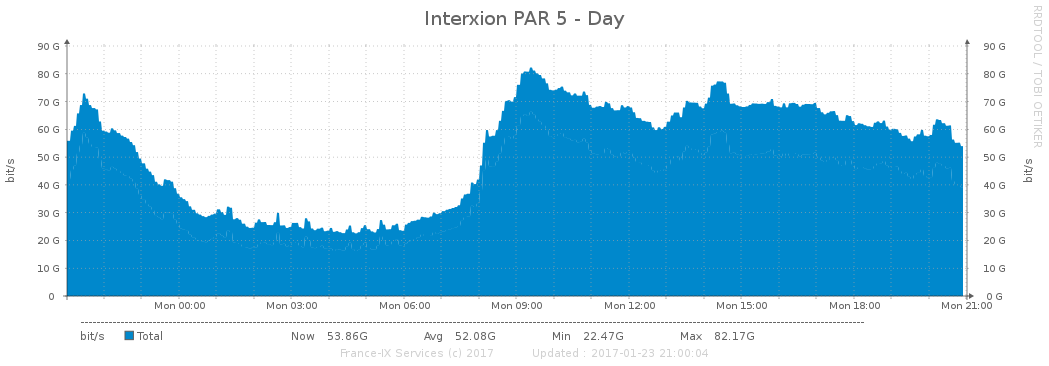 Interxion PAR 5 - Day
RRDTOOL / TOBI OETIKER
90 G 90 G
80 G 80 G
70 G 70 G
60 G 60 G
50 G 50 G
40 G 40 G
30 G 30 G
20 G 20 G
10 G 10 G
0 0 G
bit/s
bit/s
Mon 00:00 Mon 03:00 Mon 06:00 Mon 09:00 Mon 12:00 Mon 15:00 Mon 18:00 Mon 21:00
bit/s Total Now 53.86G Avg 52.08G Min 22.47G Max 82.17G
France-IX Services (c) 2017 Updated : 2017-01-23 21:00:04